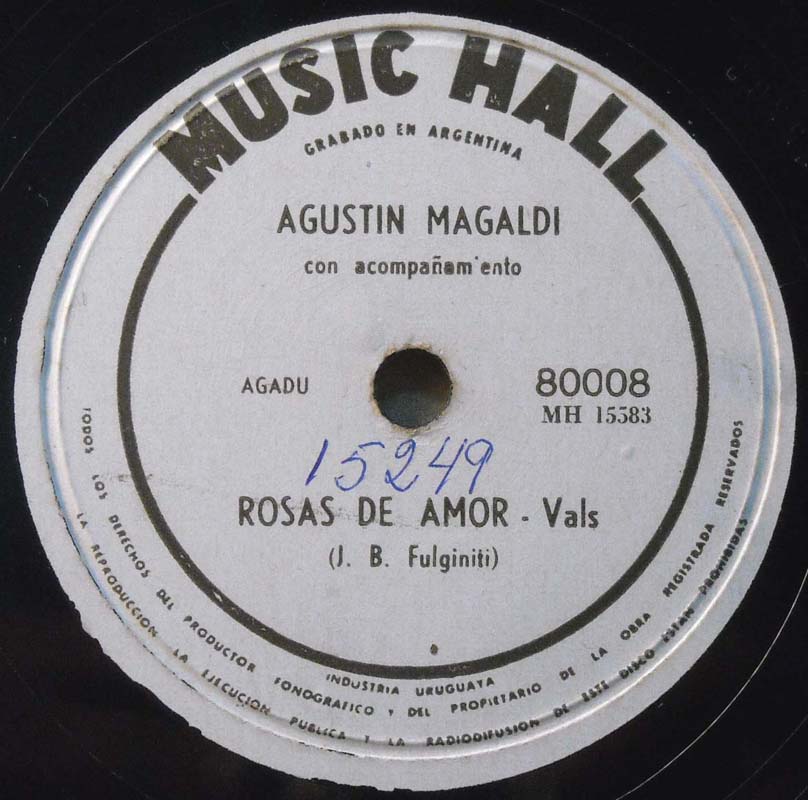 MUSIC HALL
GRABADO EN ARGENTINA
AGUSTIN MAGALDI
con acompañamiento
AGADU
80008
MH 15583
15249
ROSAS DE AMOR - Vals
(J. B. Fulginiti)
INDUSTRIA URUGUAYA
TODOS LOS DERECHOS DEL PRODUCTOR FONOGRAFICO Y DEL PROPIETARIO DE LA OBRA REGISTRADA RESERVADOS
LA REPRODUCCION LA EJECUCION PUBLICA Y LA RADIODIFUSION DE ESTE DISCO ESTAN PROHIBIDAS